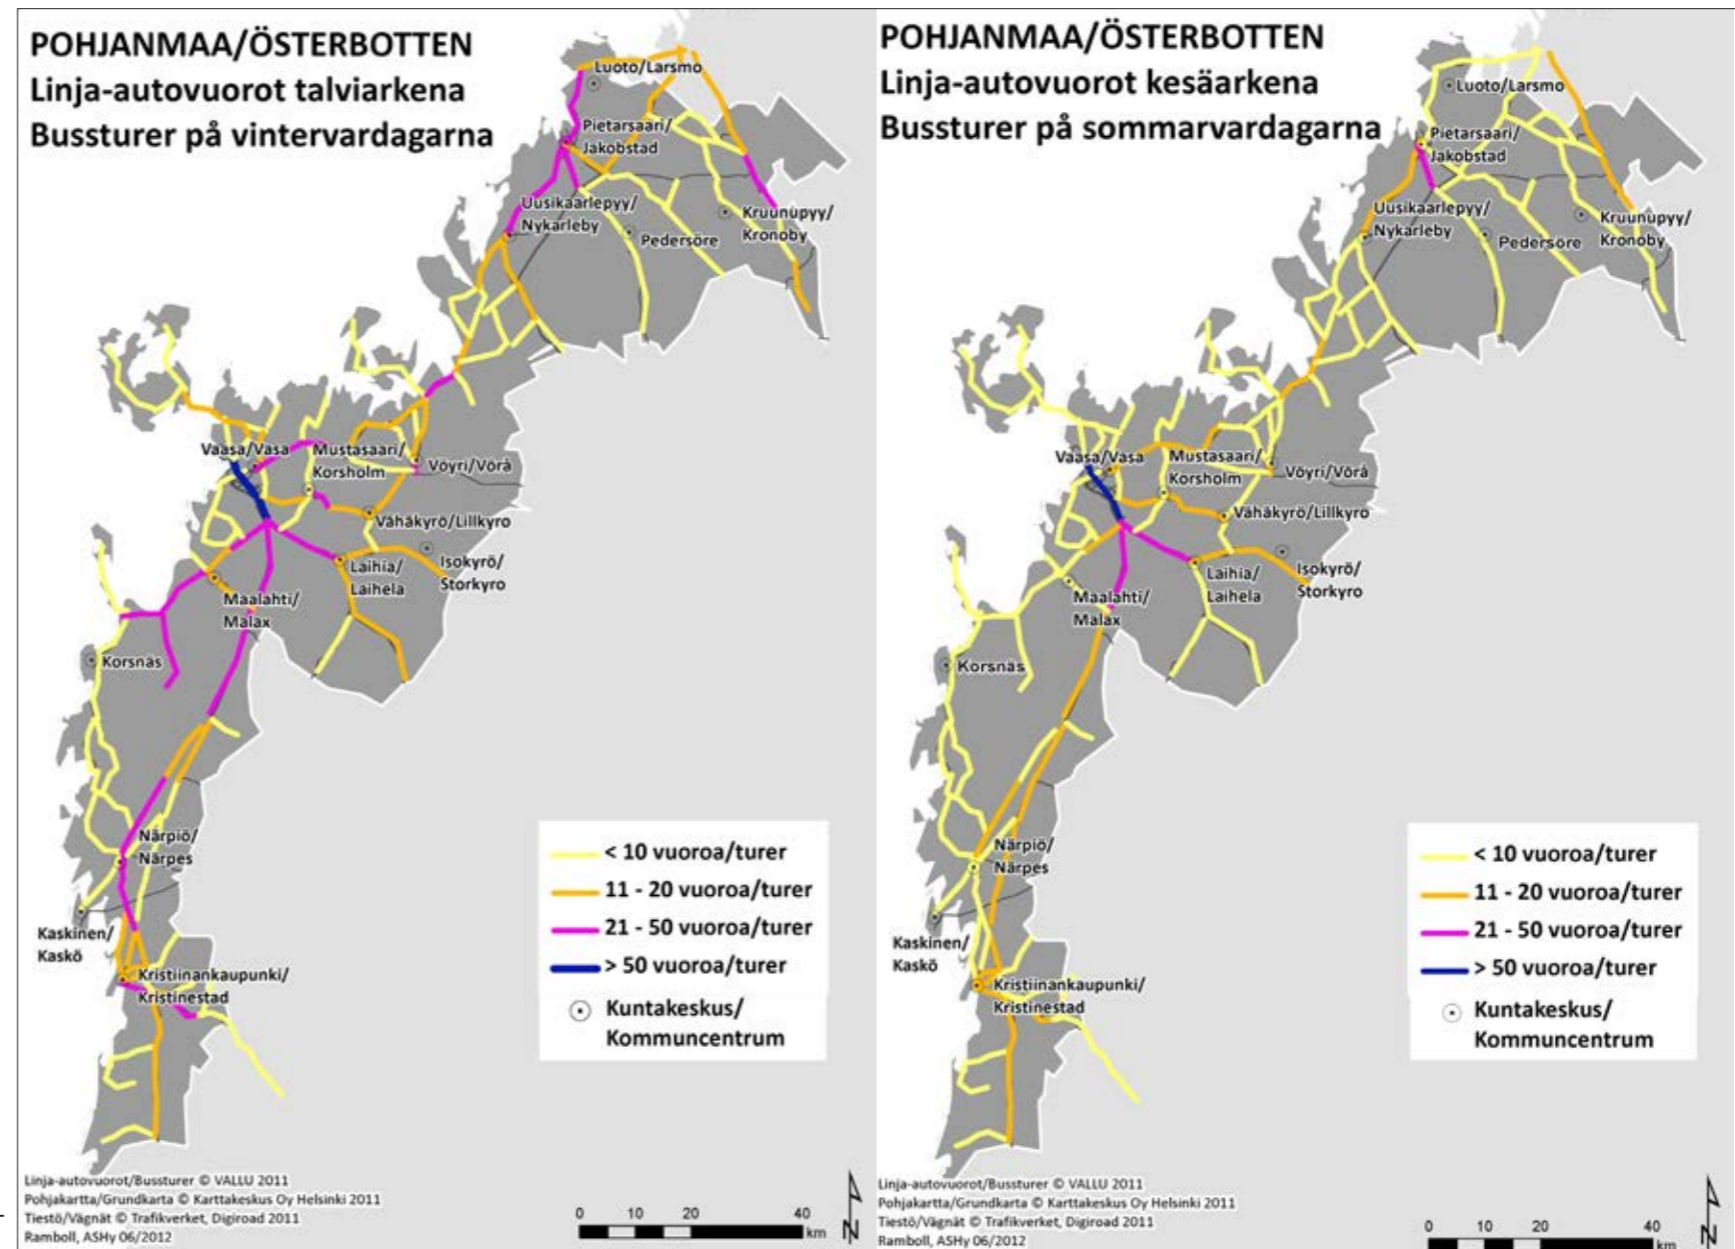 POHJANMAA/ÖSTERBOTTEN
Linja-autovuorot talviarkena
Bussturer på vintervardagarna
Luoto/Larsmo
Pietarsaari/
Jakobstad
Uusikaarlepyy/
Nykarleby
Pedersöre
Kruunupyy/
Kronoby
Vaasa/Vasa
Mustasaari/
Korsholm
Vöyri/Vörå
Vähäkyrö/Lillkyro
Isokyrö/
Storkyro
Laihia/
Laihela
Maalahti/
Malax
Korsnäs
Närpiö/
Närpes
Kaskinen/
Kaskö
Kristiinankaupunki/
Kristinestad
< 10 vuoroa/turer
11 - 20 vuoroa/turer
21 - 50 vuoroa/turer
> 50 vuoroa/turer
Kuntakeskus/
Kommuncentrum
Linja-autovuorot/Bussturer © VALLU 2011
Pohjakartta/Grundkarta © Karttakeskus Oy Helsinki 2011
Tiestö/Vägnät © Trafikverket, Digiroad 2011
Ramboll, ASHy 06/2012
0 10 20 40
km
N
POHJANMAA/ÖSTERBOTTEN
Linja-autovuorot kesäarkena
Bussturer på sommarvardagarna
Luoto/Larsmo
Pietarsaari/
Jakobstad
Uusikaarlepyy/
Nykarleby
Pedersöre
Kruunupyy/
Kronoby
Vaasa/Vasa
Mustasaari/
Korsholm
Vöyri/Vörå
Vähäkyrö/Lillkyro
Isokyrö/
Storkyro
Laihia/
Laihela
Maalahti/
Malax
Korsnäs
Närpiö/
Närpes
Kaskinen/
Kaskö
Kristiinankaupunki/
Kristinestad
< 10 vuoroa/turer
11 - 20 vuoroa/turer
21 - 50 vuoroa/turer
> 50 vuoroa/turer
Kuntakeskus/
Kommuncentrum
Linja-autovuorot/Bussturer © VALLU 2011
Pohjakartta/Grundkarta © Karttakeskus Oy Helsinki 2011
Tiestö/Vägnät © Trafikverket, Digiroad 2011
Ramboll, ASHy 06/2012
0 10 20 40
km
N